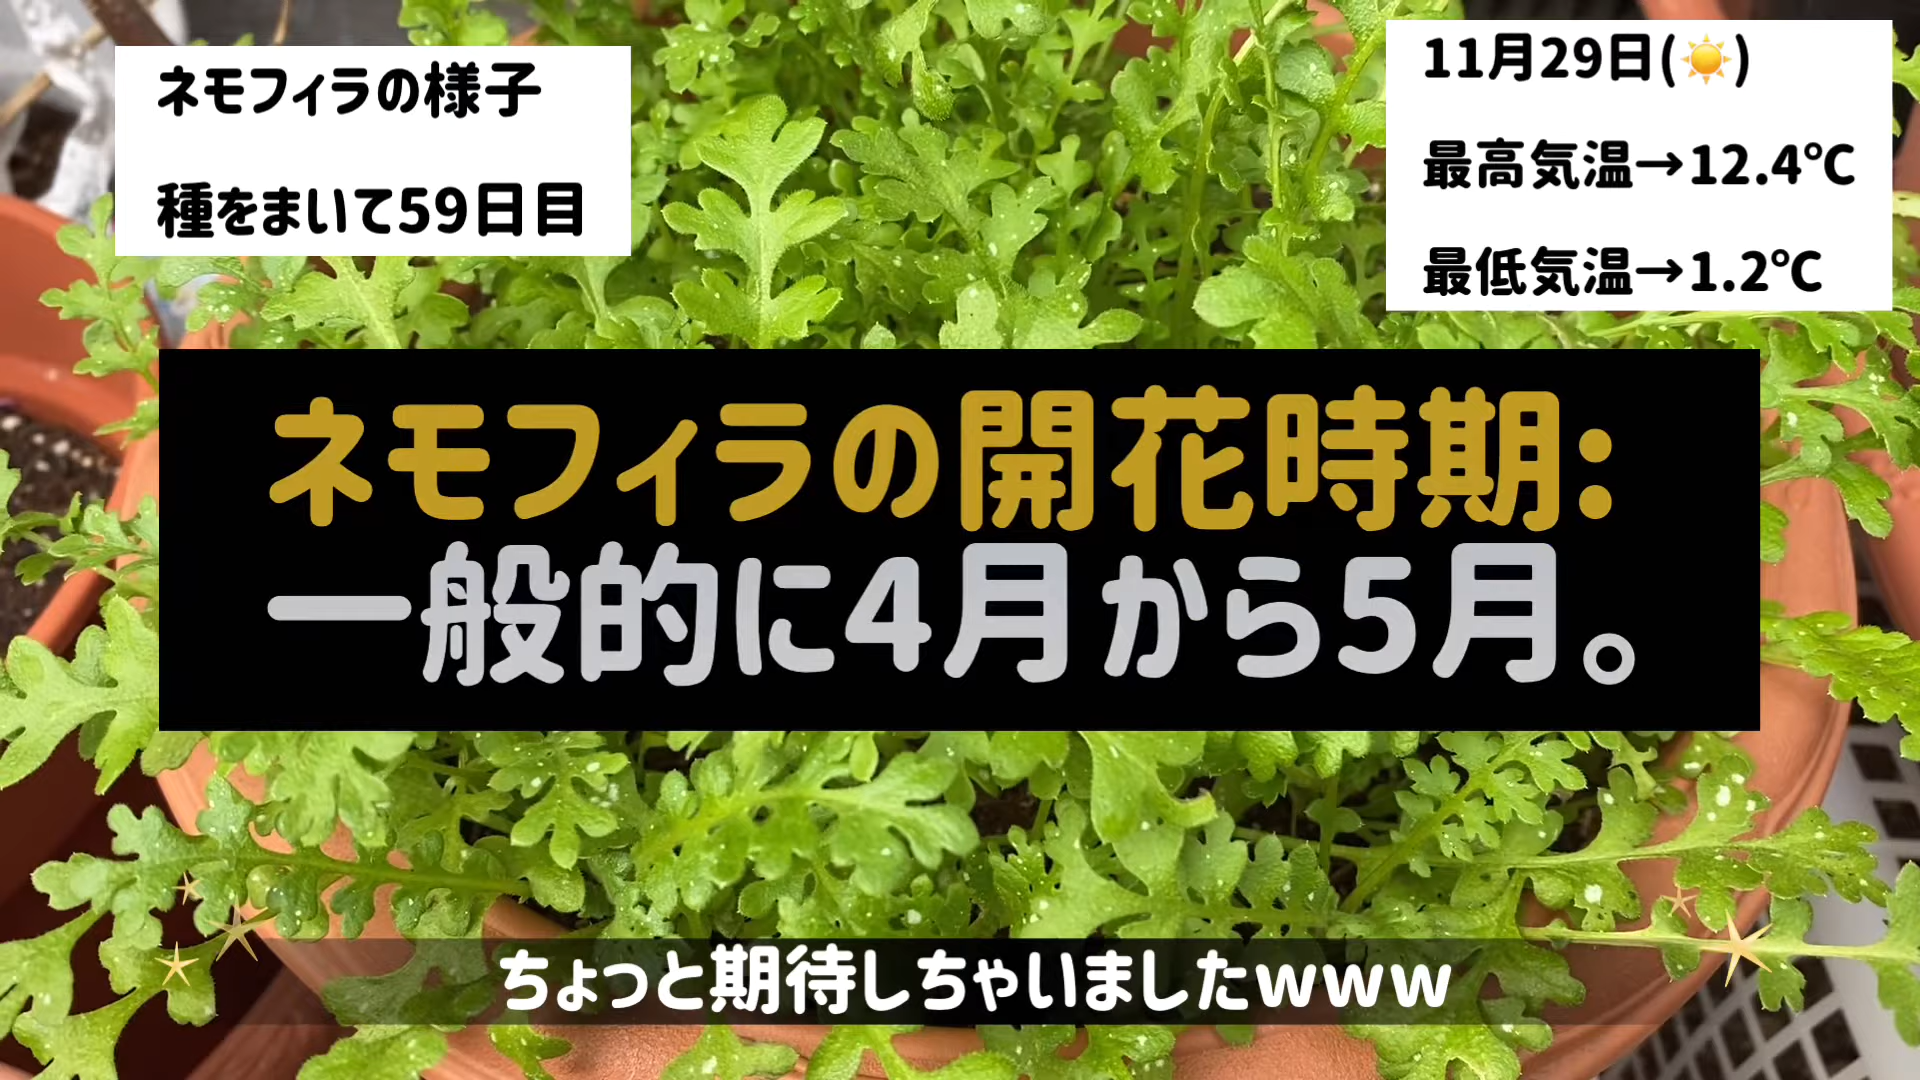 ネモフィラの様子
種をまいて59日目
11月29日(☀️)
最高気温→12.4℃
最低気温→1.2℃
ネモフィラの開花時期:
一般的に4月から5月。
ちょっと期待しちゃいましたwww